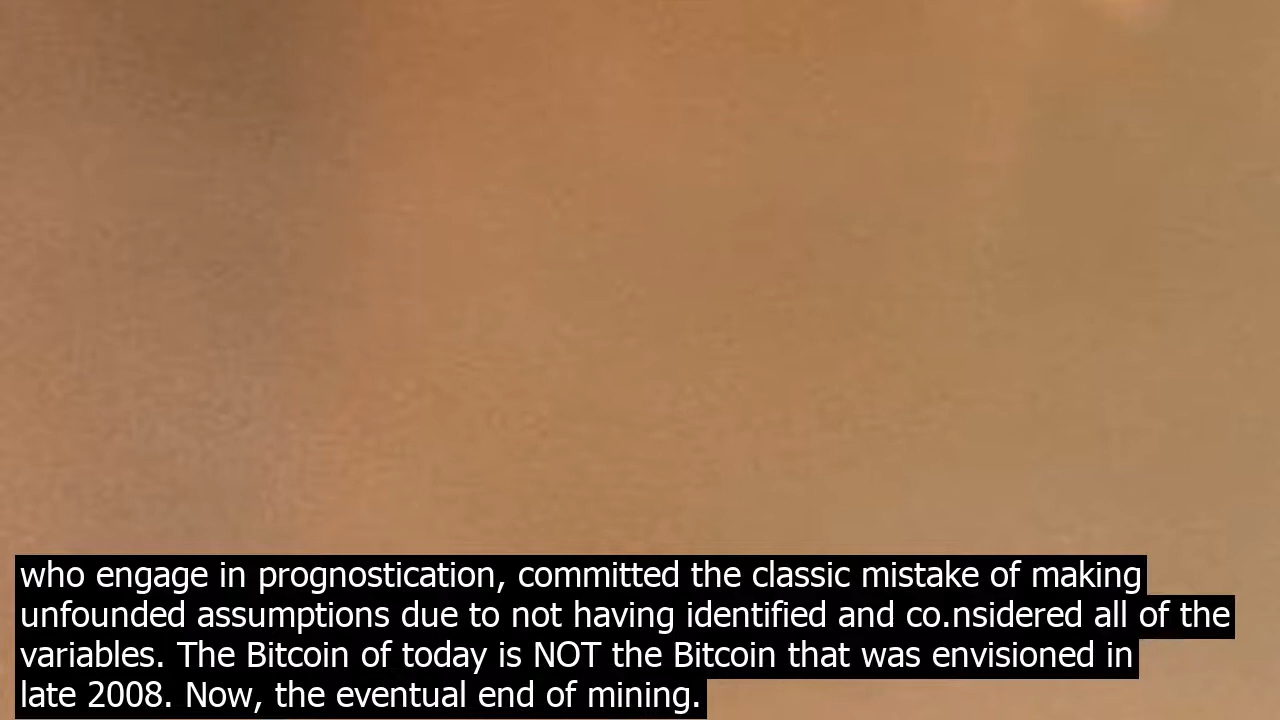 who engage in prognostication, committed the classic mistake of making
unfounded assumptions due to not having identified and co.nsidered all of the
variables. The Bitcoin of today is NOT the Bitcoin that was envisioned in
late 2008. Now, the eventual end of mining.